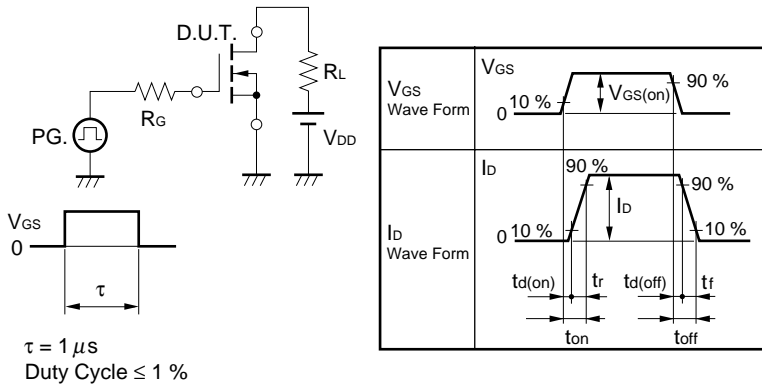 D.U.T.
RL
RG
PG.
VDD
VGS
0
τ
τ = 1 μs
Duty Cycle ≤ 1 %
VGS
Wave Form
VGS
10 %
0
VGS(on)
90 %
ID
Wave Form
ID
90 %
90 %
0 10 %
ID
10 %
td(on) tr td(off) tf
ton toff